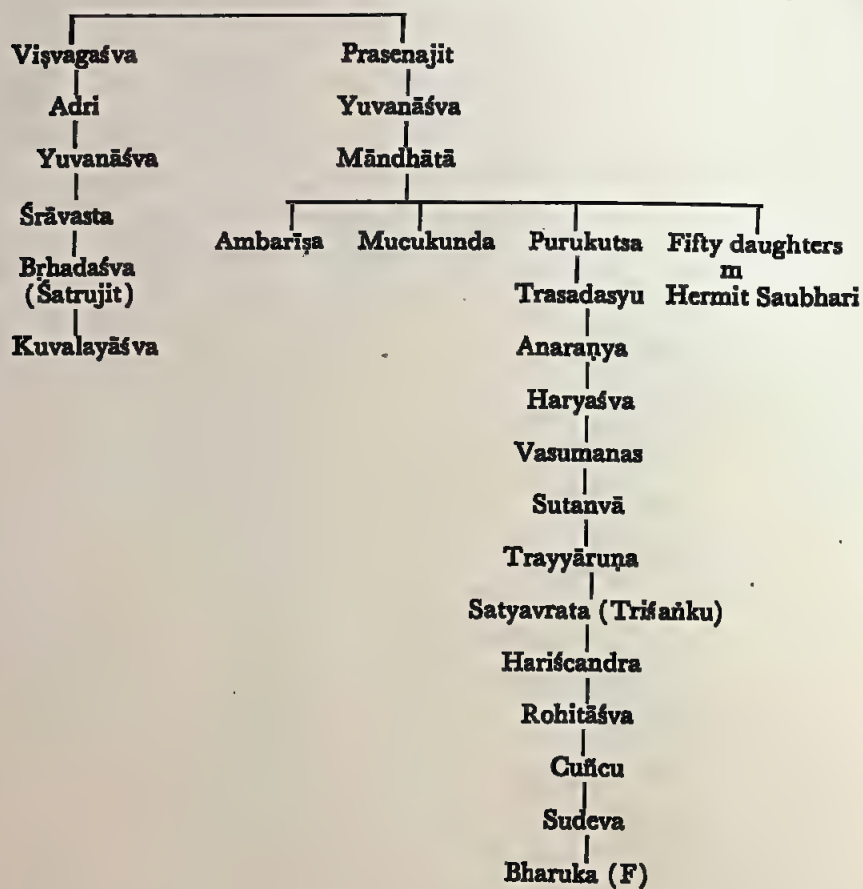 Viṣvagaśva Prasenajit
Adri Yuvanāśva
Yuvanāśva Māndhātā
Śrāvasta
Ambarīṣa Mucukunda Purukutsa Fifty daughters
Bṛhadaśva m
(Śatrujit) Trasadasyu Hermit Saubhari
Kuvalayāśva Anaraṇya
Haryaśva
Vasumanas
Sutanvā
Trayyāruṇa
Satyavrata (Triśaṅku)
Hariścandra
Rohitāśva
Cuñcu
Sudeva
Bharuka (F)